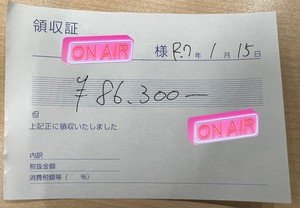 領収証
ON AIR
様 R.7年 1月 15日
¥86,300−
但
上記正に領収いたしました
ON AIR
内訳
税抜金額
消費税額等( %)